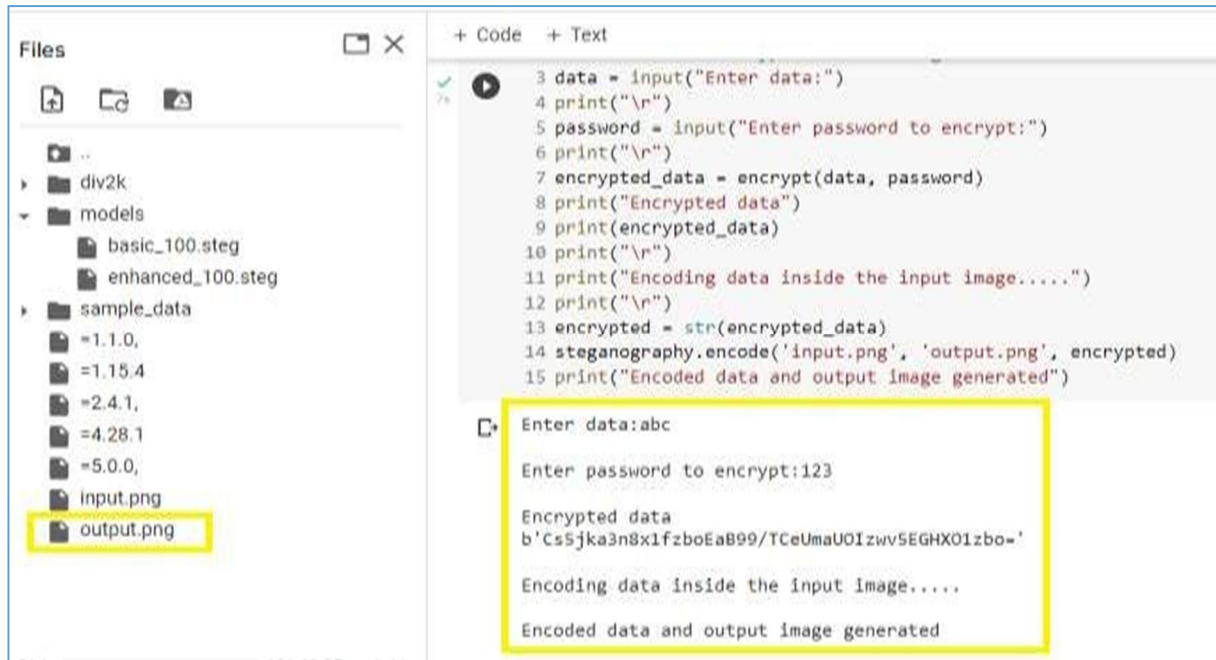 Files
..
div2k
models
basic_100.steg
enhanced_100.steg
sample_data
=1.1.0,
=1.15.4
=2.4.1,
=4.28.1
=5.0.0,
input.png
output.png
+ Code + Text
3 data = input("Enter data:")
4 print("\r")
5 password = input("Enter password to encrypt:")
6 print("\r")
7 encrypted_data = encrypt(data, password)
8 print("Encrypted data")
9 print(encrypted_data)
10 print("\r")
11 print("Encoding data inside the input image.....")
12 print("\r")
13 encrypted = str(encrypted_data)
14 steganography.encode('input.png', 'output.png', encrypted)
15 print("Encoded data and output image generated")
Enter data:abc
Enter password to encrypt:123
Encrypted data
b'Cs5jka3n8x1fzboEaB99/TCeUmaUOIzwv5EGHXO1zbo='
Encoding data inside the input image.....
Encoded data and output image generated